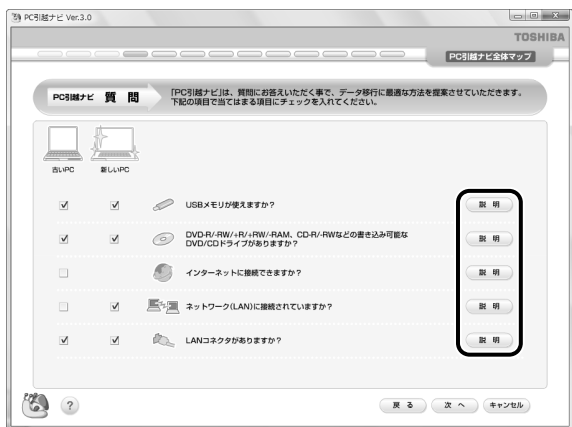 PC引越ナビ Ver.3.0
TOSHIBA
PC引越ナビ全体マップ
PC引越ナビ 質 問
「PC引越ナビ」は、質問にお答えいただく事で、データ移行に最適な方法を提案させていただきます。
下記の項目で当てはまる項目にチェックを入れてください。
古いPC 新しいPC
USBメモリが使えますか？ 説 明
DVD-R/-RW/+R/+RW/-RAM、CD-R/-RWなどの書き込み可能な
DVD/CDドライブがありますか？ 説 明
インターネットに接続できますか？ 説 明
ネットワーク(LAN)に接続されていますか？ 説 明
LANコネクタがありますか？ 説 明
?
戻 る 次 へ キャンセル